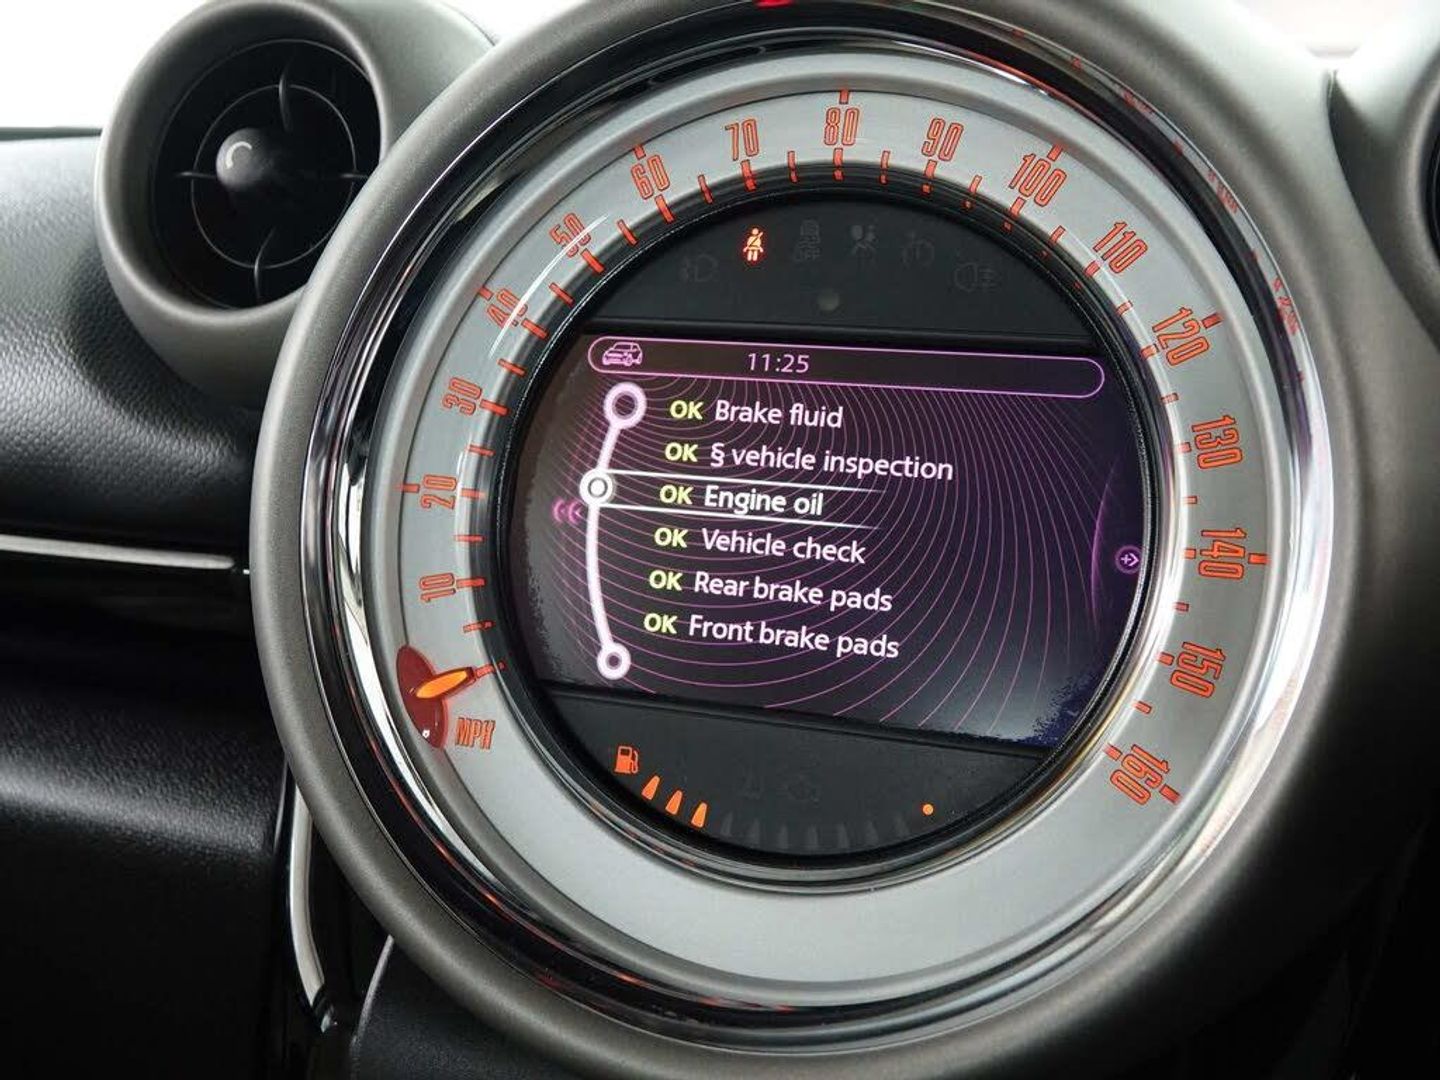 10
20
30
40
50
60
70
80
90
100
110
120
130
140
150
160
MPH
11:25
OK Brake fluid
OK § vehicle inspection
OK Engine oil
OK Vehicle check
OK Rear brake pads
OK Front brake pads